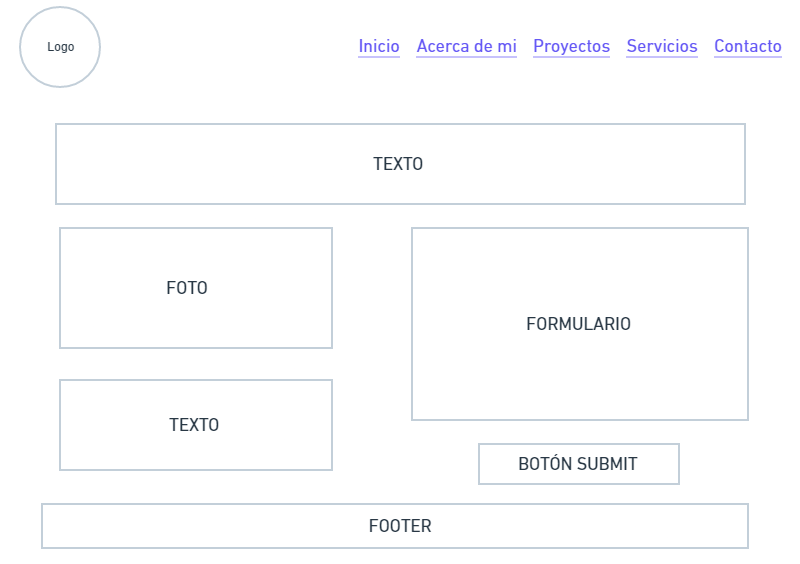 Logo
Inicio Acerca de mi Proyectos Servicios Contacto
TEXTO
FOTO
FORMULARIO
TEXTO
BOTÓN SUBMIT
FOOTER